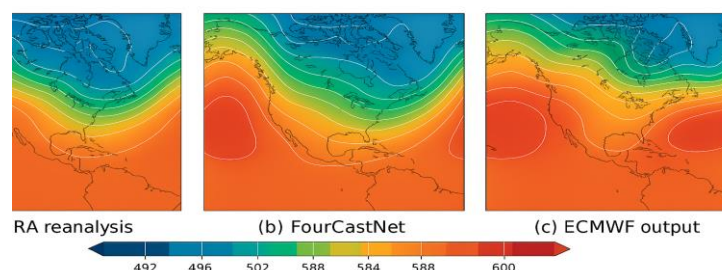 RA reanalysis (b) FourCastNet (c) ECMWF output
492 496 502 588 584 588 600